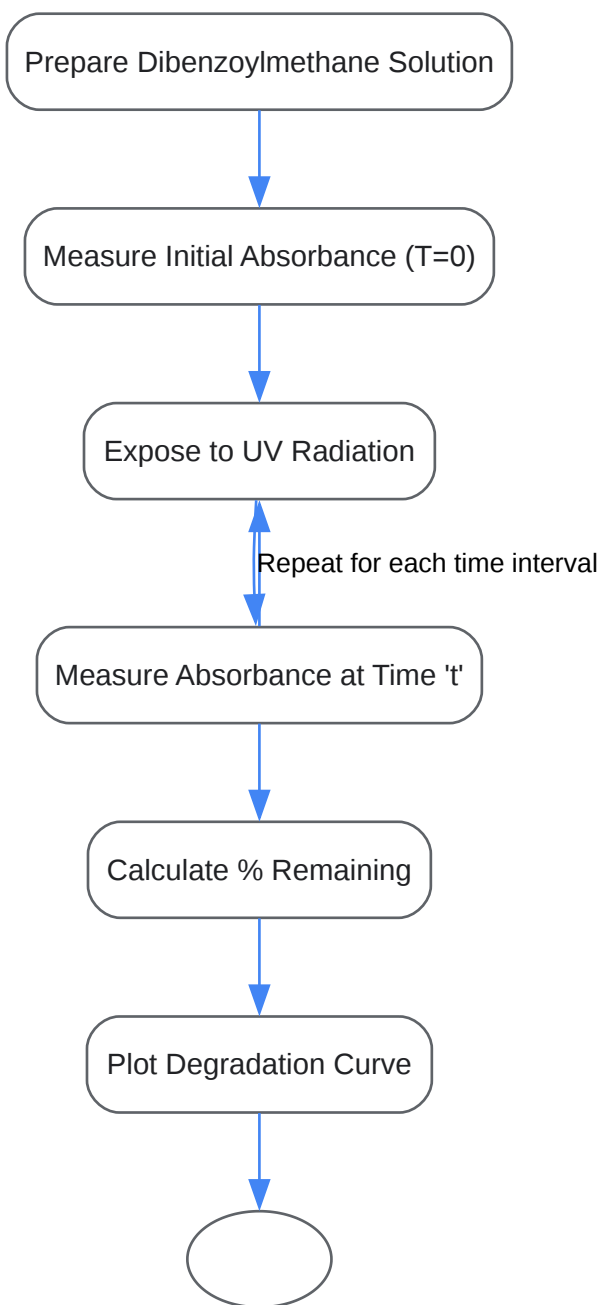 Prepare Dibenzoylmethane Solution
Measure Initial Absorbance (T=0)
Expose to UV Radiation
Repeat for each time interval
Measure Absorbance at Time 't'
Calculate % Remaining
Plot Degradation Curve